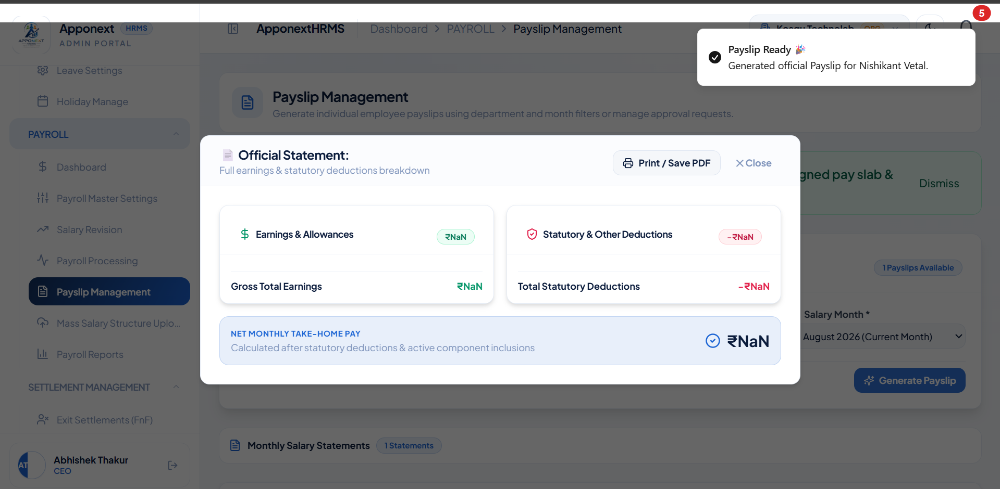 5
Apponext HRMS
ADMIN PORTAL
APPONEXT
HRMS
ApponextHRMS
Dashboard > PAYROLL > Payslip Management
Kosqu Technolab ORG
Payslip Ready 🎉
Generated official Payslip for Nishikant Vetal.
Leave Settings
Holiday Manage
PAYROLL
Dashboard
Payroll Master Settings
Salary Revision
Payroll Processing
Payslip Management
Mass Salary Structure Uplo...
Payroll Reports
SETTLEMENT MANAGEMENT
Exit Settlements (FnF)
AT
Abhishek Thakur
CEO
Payslip Management
Generate individual employee payslips using department and month filters or manage approval requests.
gned pay slab &
Dismiss
Official Statement:
Full earnings & statutory deductions breakdown
Print / Save PDF
Close
Earnings & Allowances
₹NaN
Gross Total Earnings
₹NaN
Statutory & Other Deductions
-₹NaN
Total Statutory Deductions
-₹NaN
NET MONTHLY TAKE-HOME PAY
Calculated after statutory deductions & active component inclusions
₹NaN
1 Payslips Available
Salary Month *
August 2026 (Current Month)
Generate Payslip
Monthly Salary Statements
1 Statements